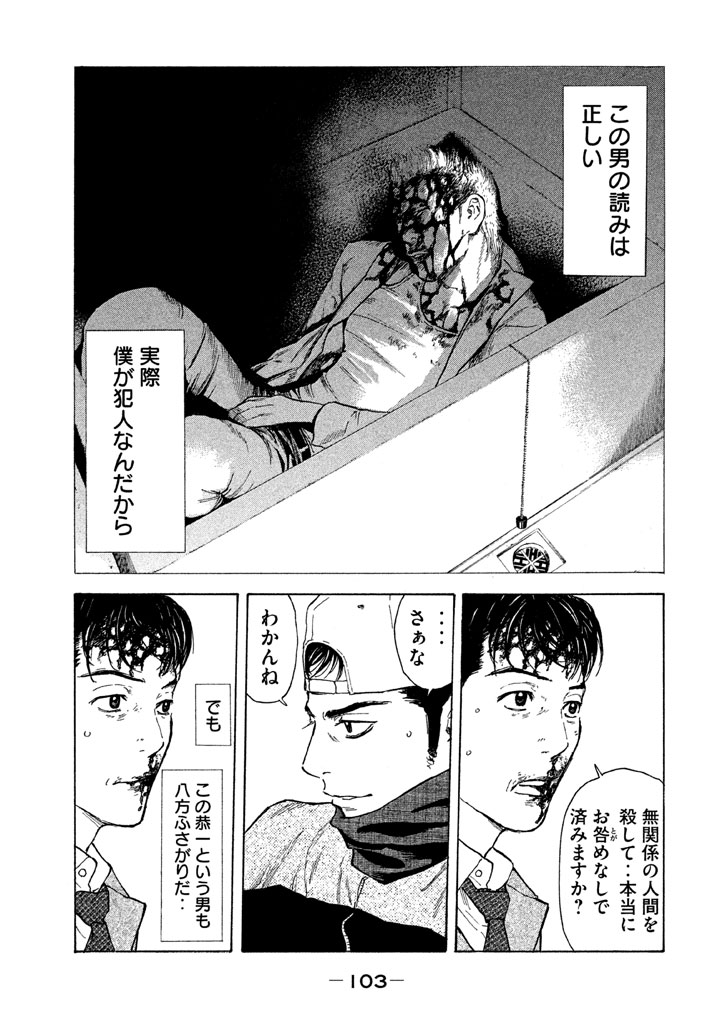 この男の読みは
正しい
実際
僕が犯人なんだから
無関係の人間を
殺して‥本当に
お咎めなしで
とが
済みますか？
‥‥
さぁな
わかんね
でも
この恭一という男も
八方ふさがりだ‥
—103—